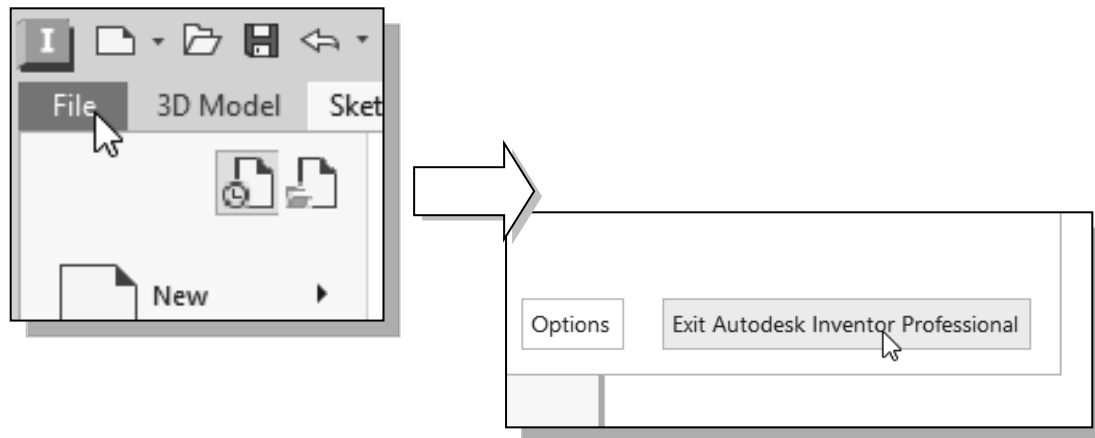 I
File 3D Model Sket
New
Options Exit Autodesk Inventor Professional